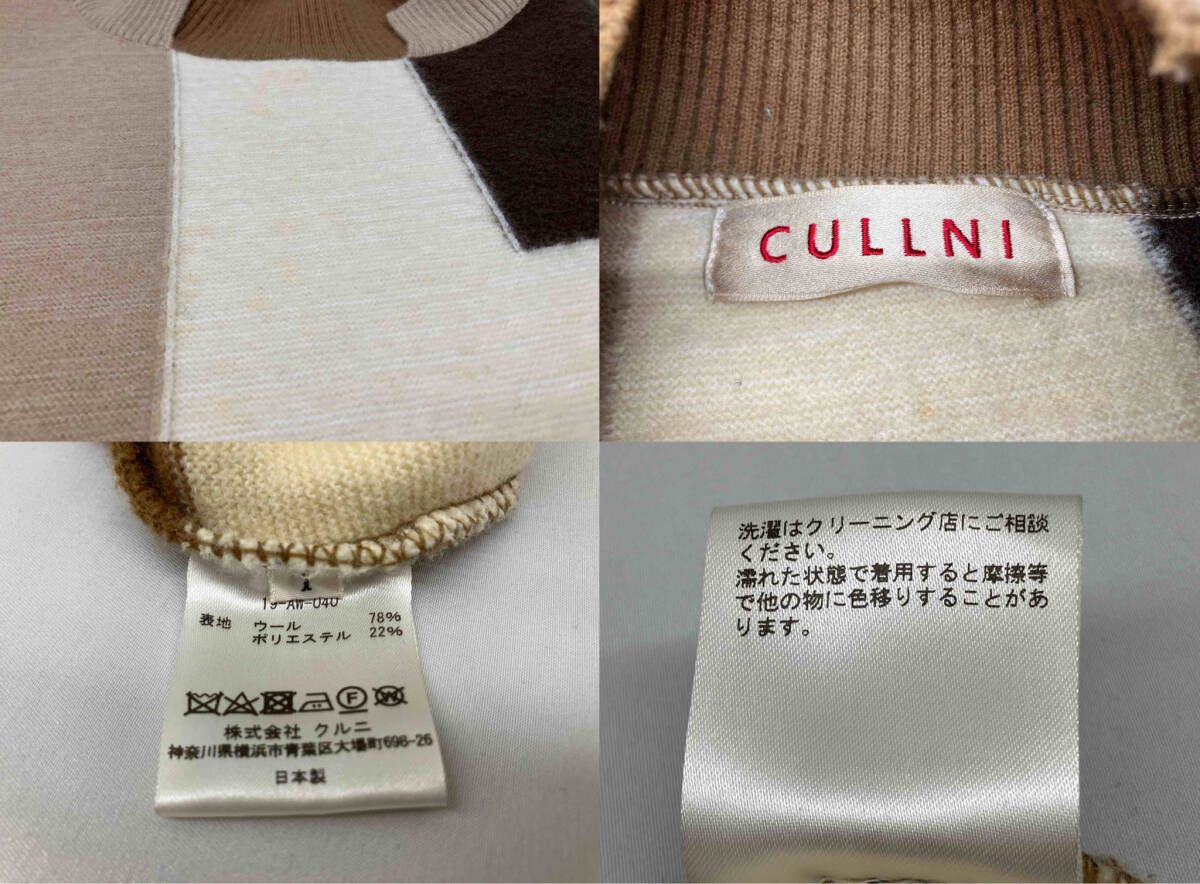 CULLNI
1
19-AW-040
表地 ウール 78%
ポリエステル 22%
F W
株式会社 クルニ
神奈川県横浜市青葉区大場町698-26
日本製
洗濯はクリーニング店にご相談
ください。
濡れた状態で着用すると摩擦等
で他の物に色移りすることがあ
ります。